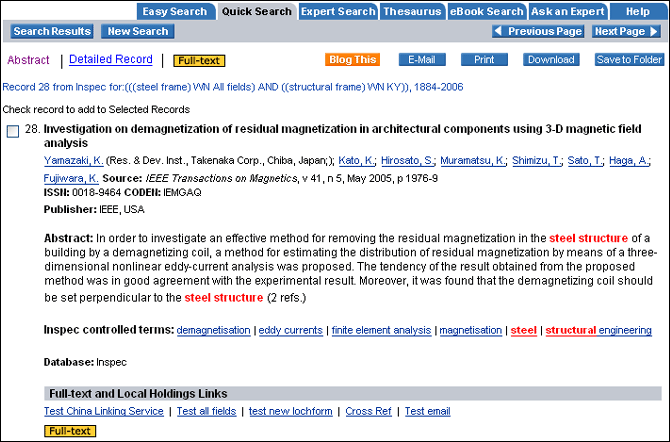 Easy Search Quick Search Expert Search Thesaurus eBook Search Ask an Expert Help
Search Results New Search Previous Page Next Page
Abstract | Detailed Record | Full-text Blog This E-Mail Print Download Save to Folder
Record 28 from Inspec for:(((steel frame) WN All fields) AND ((structural frame) WN KY)), 1884-2006
Check record to add to Selected Records
28. Investigation on demagnetization of residual magnetization in architectural components using 3-D magnetic field
analysis
Yamazaki, K. (Res. & Dev. Inst., Takenaka Corp., Chiba, Japan;); Kato, K.; Hirosato, S.; Muramatsu, K.; Shimizu, T.; Sato, T.; Haga, A.;
Fujiwara, K. Source: IEEE Transactions on Magnetics, v 41, n 5, May 2005, p 1976-9
ISSN: 0018-9464 CODEN: IEMGAQ
Publisher: IEEE, USA
Abstract: In order to investigate an effective method for removing the residual magnetization in the steel structure of a
building by a demagnetizing coil, a method for estimating the distribution of residual magnetization by means of a three-
dimensional nonlinear eddy-current analysis was proposed. The tendency of the result obtained from the proposed
method was in good agreement with the experimental result. Moreover, it was found that the demagnetizing coil should
be set perpendicular to the steel structure (2 refs.)
Inspec controlled terms: demagnetisation | eddy currents | finite element analysis | magnetisation | steel | structural engineering
Database: Inspec
Full-text and Local Holdings Links
Test China Linking Service | Test all fields | test new lochform | Cross Ref | Test email
Full-text